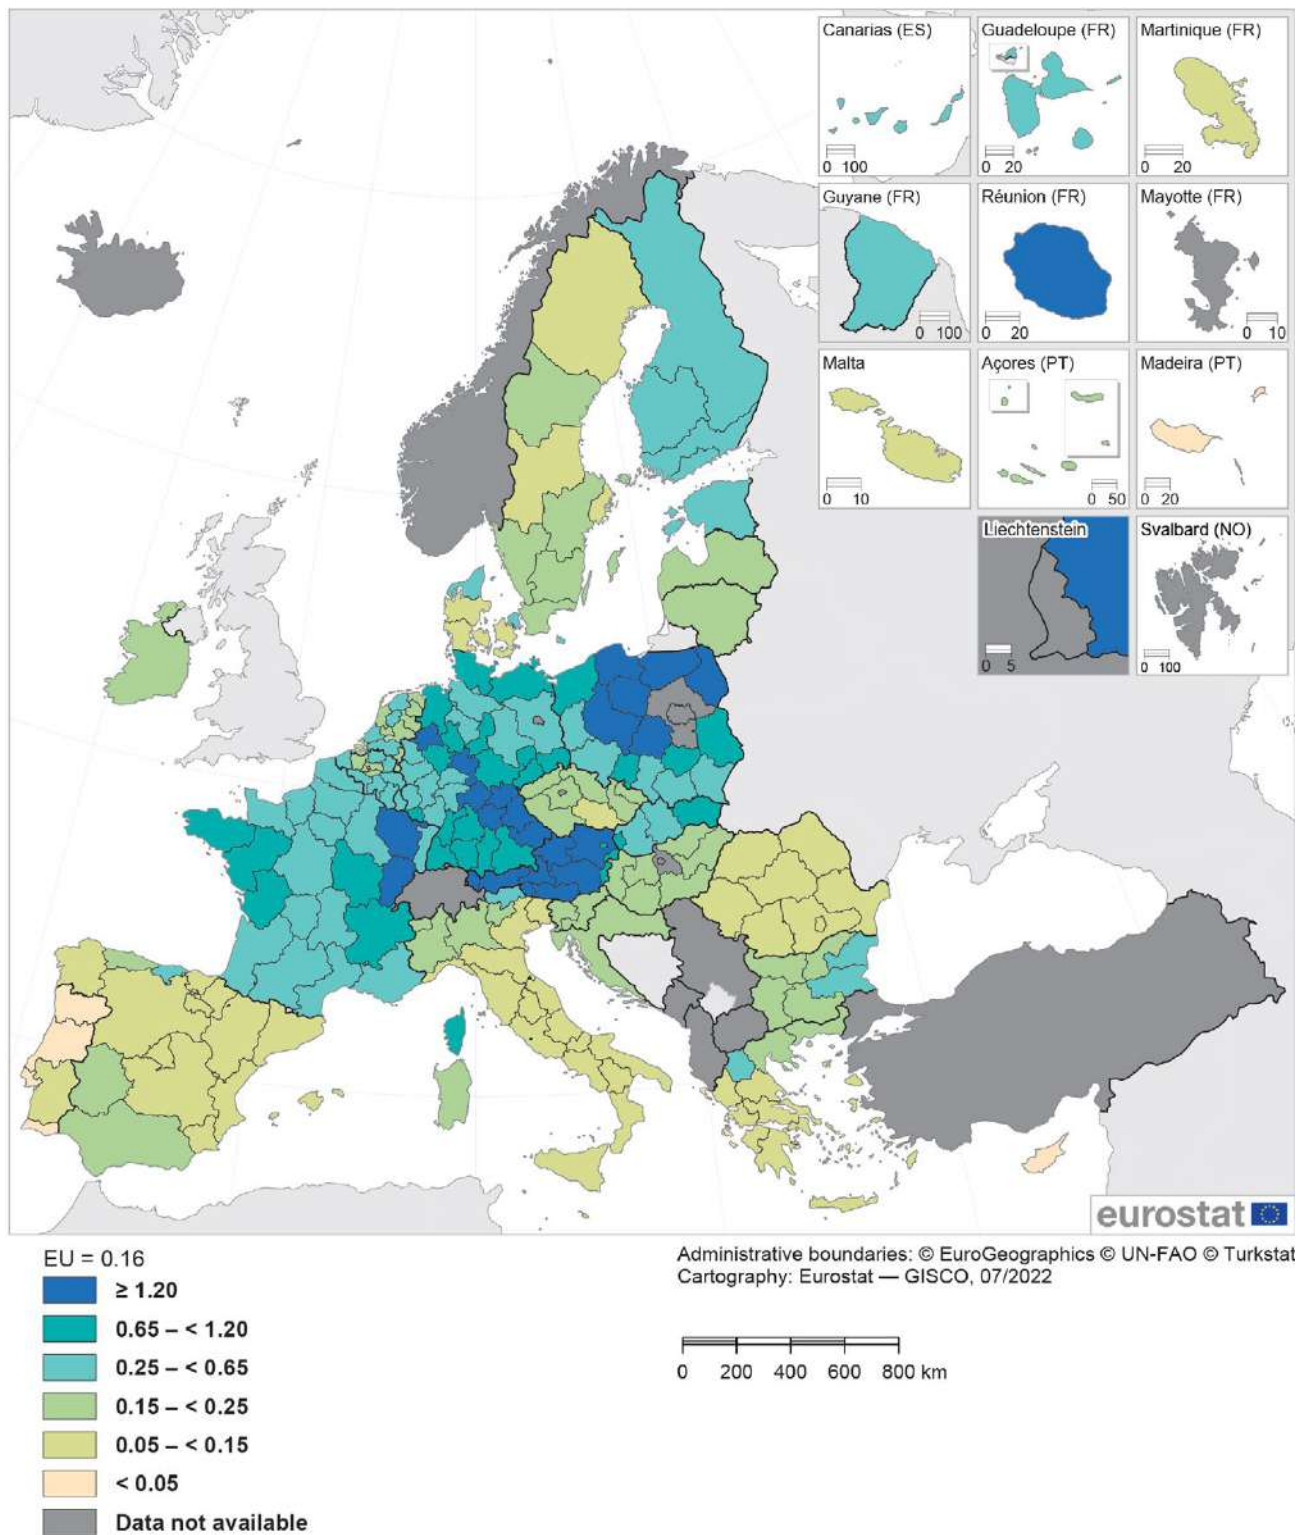 Canarias (ES)
0 100
Guadeloupe (FR)
0 20
Martinique (FR)
0 20
Guyane (FR)
0 100
Réunion (FR)
0 20
Mayotte (FR)
0 10
Malta
0 10
Açores (PT)
0 50
Madeira (PT)
0 20
Liechtenstein
0 5
Svalbard (NO)
0 100
eurostat
EU = 0.16
≥ 1.20
0.65 – < 1.20
0.25 – < 0.65
0.15 – < 0.25
0.05 – < 0.15
< 0.05
Data not available
Administrative boundaries: © EuroGeographics © UN-FAO © Turkstat
Cartography: Eurostat — GISCO, 07/2022
0 200 400 600 800 km